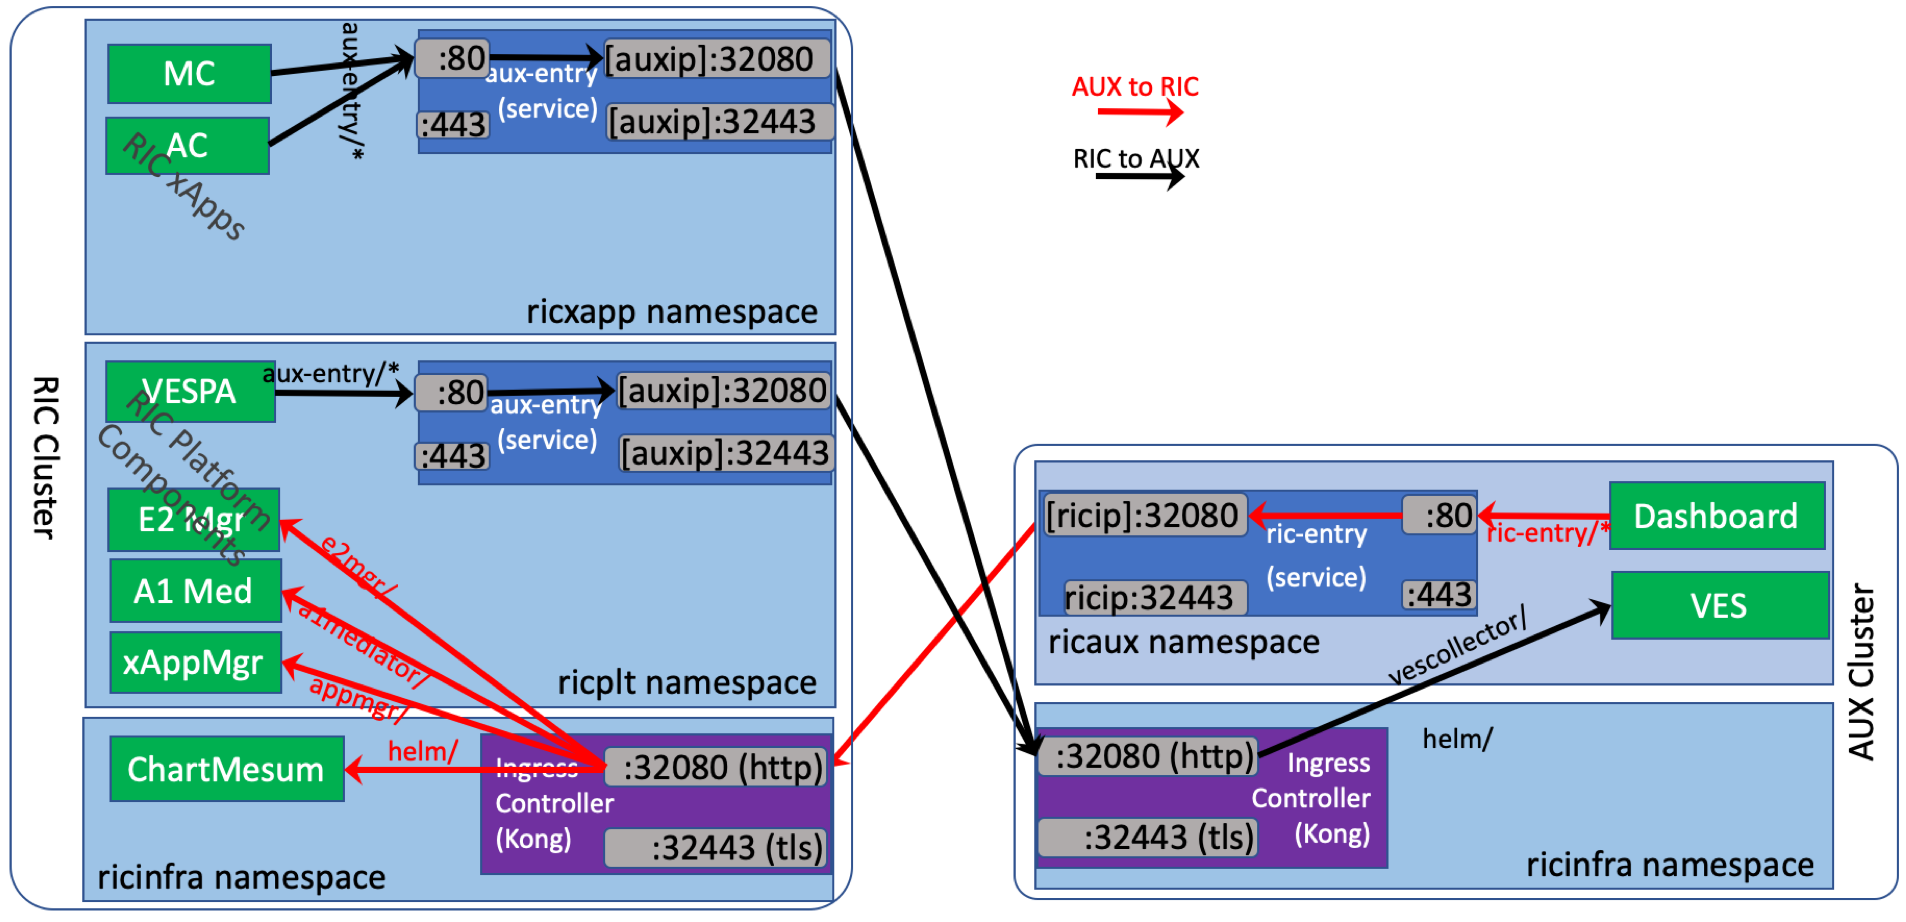 MC
AC
RIC xApps
aux-entry/*
:80
[auxip]:32080
aux-entry
(service)
:443
[auxip]:32443
ricxapp namespace
AUX to RIC
RIC to AUX
RIC Cluster
VESPA
aux-entry/*
:80
[auxip]:32080
aux-entry
(service)
:443
[auxip]:32443
RIC Platform
Components
E2 Mgr
A1 Med
xAppMgr
e2mgr/
a1mediator/
appmgr/
ricplt namespace
ChartMesum
helm/
Ingress
Controller
(Kong)
:32080 (http)
:32443 (tls)
ricinfra namespace
[ricip]:32080
:80
ric-entry/*
Dashboard
ric-entry
(service)
ricip:32443
:443
VES
ricaux namespace
vescollector/
AUX Cluster
:32080 (http)
Ingress
Controller
(Kong)
:32443 (tls)
helm/
ricinfra namespace